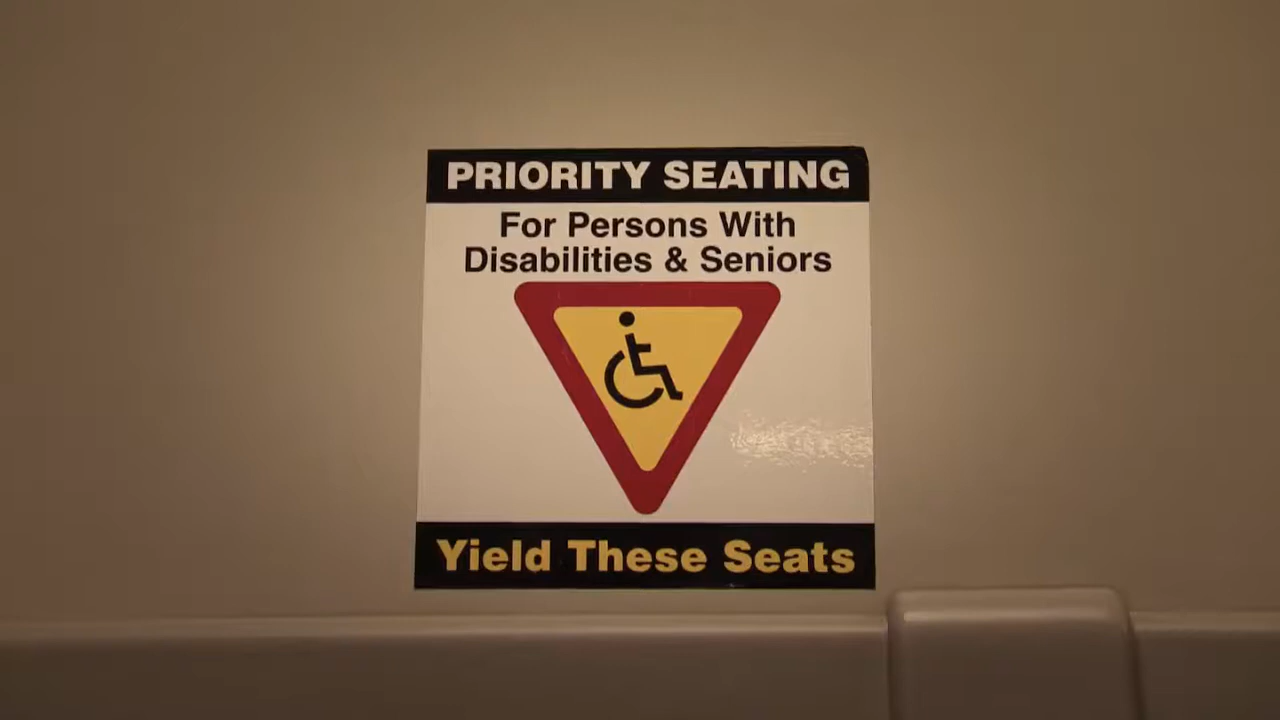 PRIORITY SEATING
For Persons With
Disabilities & Seniors
Yield These Seats